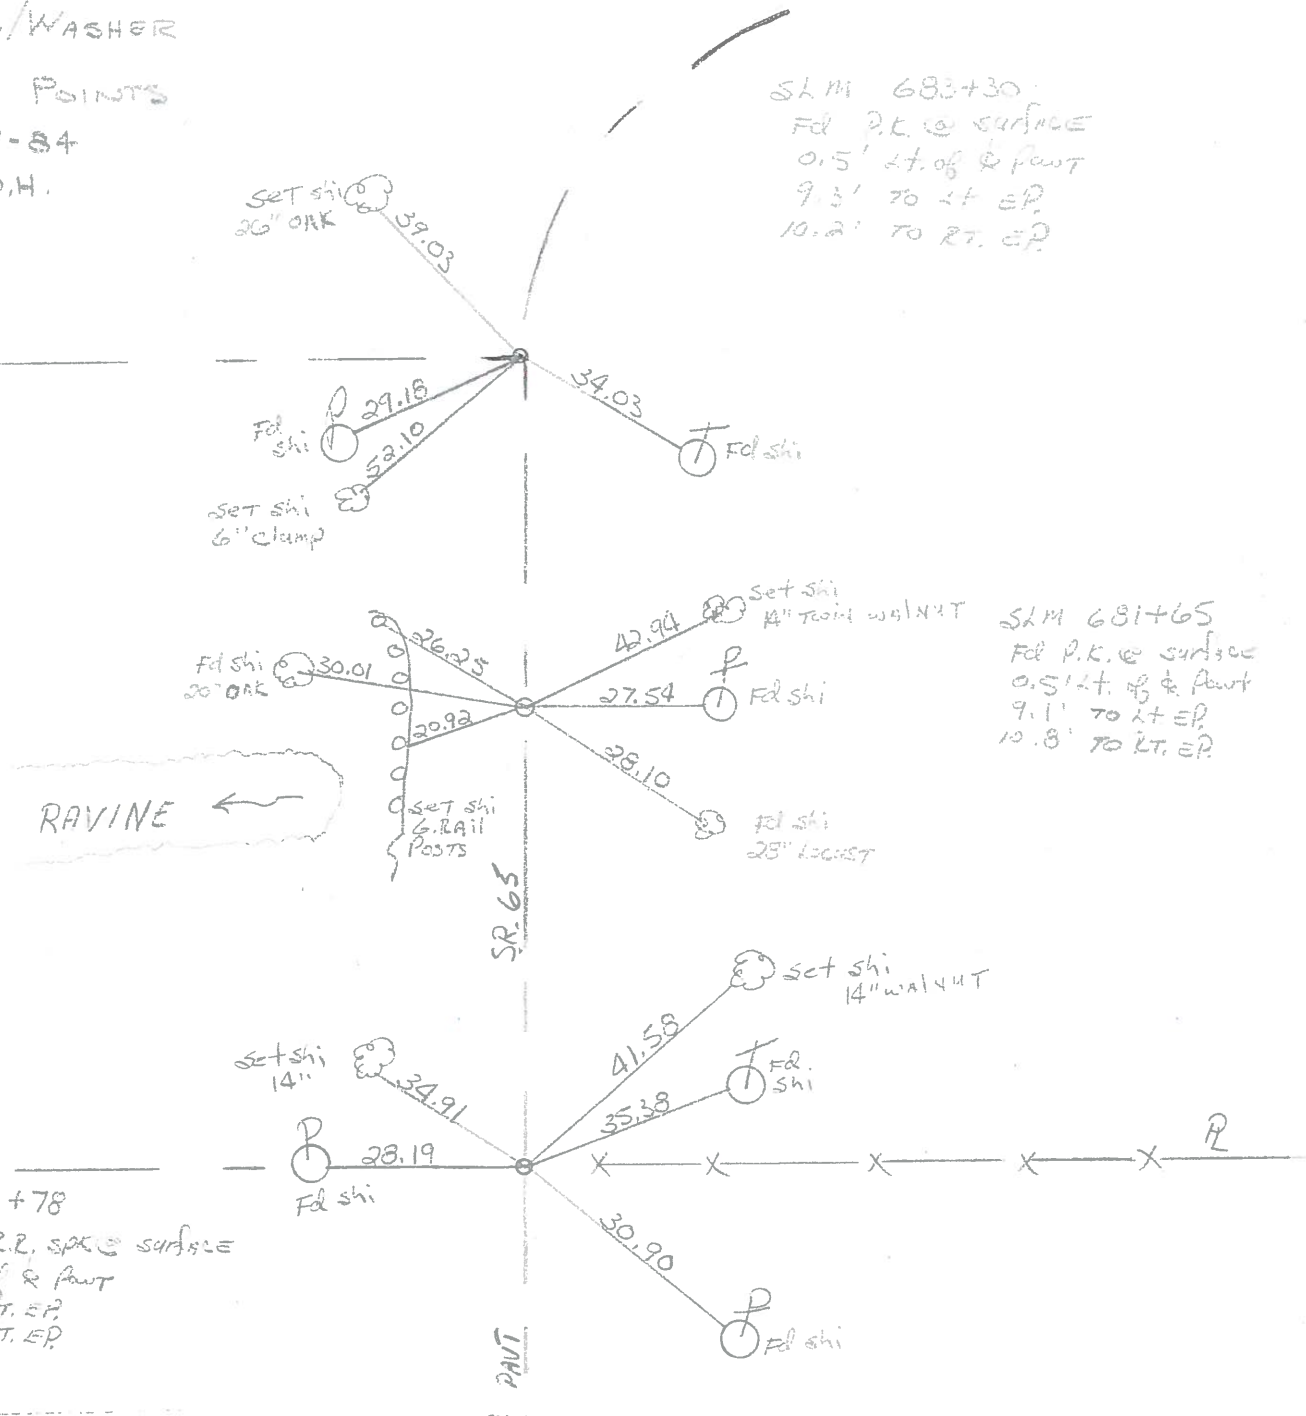 /WASHER
POINTS
-84
.H.
SLM 683+30
Fd P.K. @ surfACE
0.5' Lt. of ℄ PavT
9.3' TO Lt EP.
10.2' TO RT. EP.
SET shi
26" OAK
39.03
34.03
29.18
52.10
P
Fd
shi
T
Fd shi
SET shi
6" Clump
Set Shi
14" TWIN WALNUT
SLM 681+65
Fd P.K. @ surface
0.5' Lt. of ℄ Pavt
9.1' TO Lt EP.
10.8' TO RT. EP.
Fd Shi
20" OAK
30.01
26.25
42.94
P
27.54
Fd shi
20.92
28.10
RAVINE
SET shi
G.RAil
POSTS
Fd shi
28" LOCUST
SR. 65
Set shi
14" WALNUT
Set shi
14"
34.91
41.58
T
Fd
shi
35.38
P
28.19
Fd shi
℄
+78
R.R. SPK @ surfACE
℄ PavT
T. EP.
T. EP.
30.90
P
Fd shi
PAVT